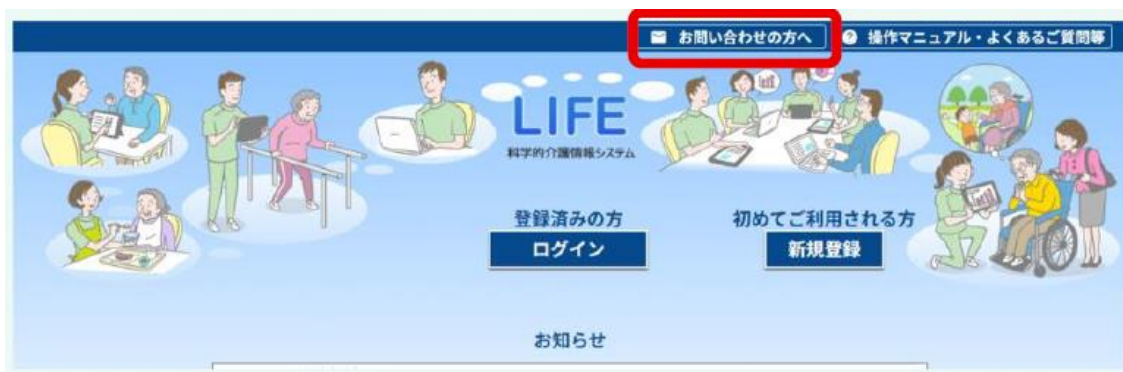 お問い合わせの方へ
操作マニュアル・よくあるご質問等
LIFE
科学的介護情報システム
登録済みの方
初めてご利用される方
ログイン
新規登録
お知らせ